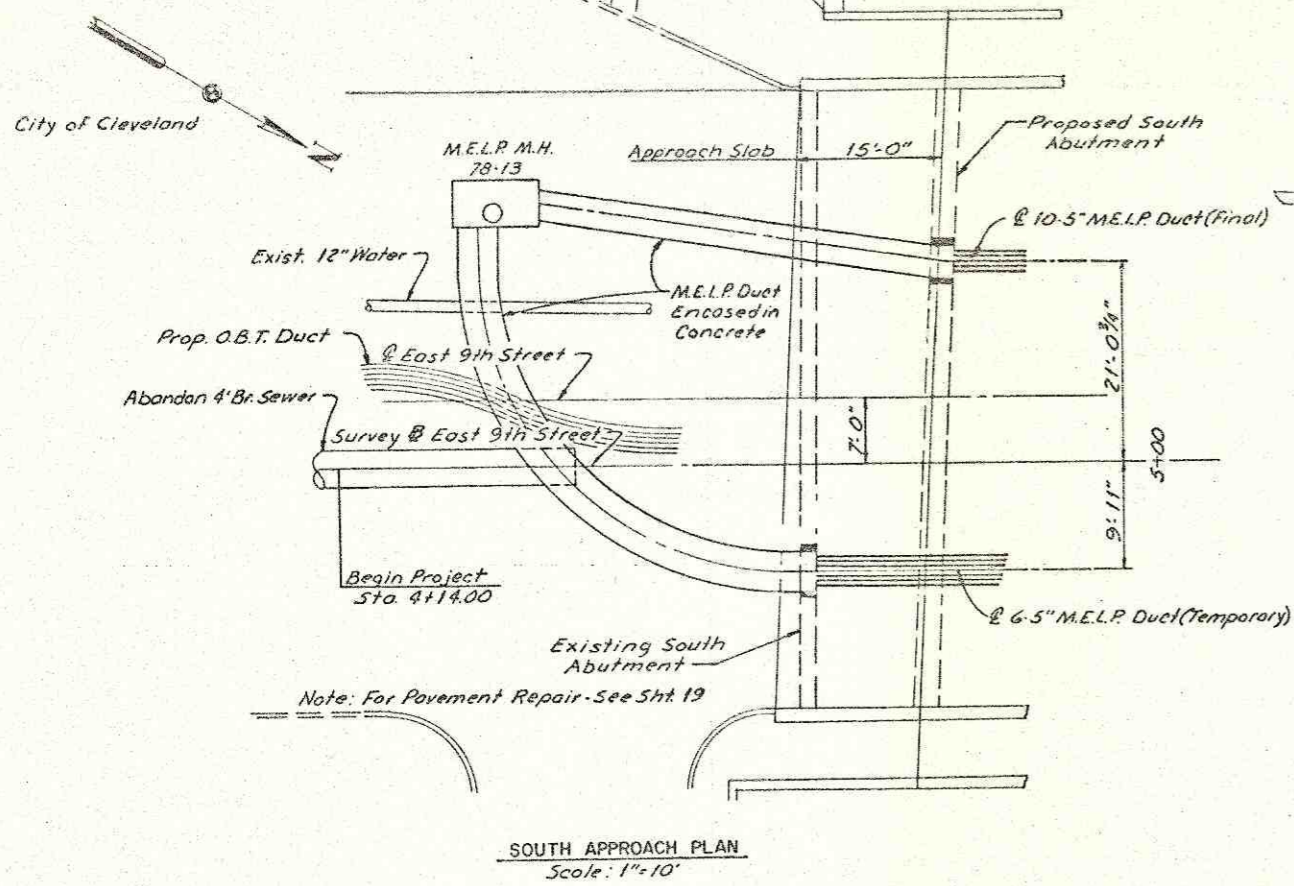 City of Cleveland
N
M.E.L.P. M.H.
78-13
Approach Slab
15'-0"
Proposed South
Abutment
℄ 10-5" M.E.L.P. Duct (Final)
Exist. 12" Water
M.E.L.P. Duct
Encased in
Concrete
Prop. O.B.T. Duct
℄ East 9th Street
Abandon 4' Br. Sewer
Survey B East 9th Street
7'-0"
21'-0 3/4"
5+00
9'-11"
Begin Project
Sta. 4+14.00
℄ 6-5" M.E.L.P. Duct (Temporary)
Existing South
Abutment
Note: For Pavement Repair - See Sht. 19
SOUTH APPROACH PLAN
Scale: 1"=10'